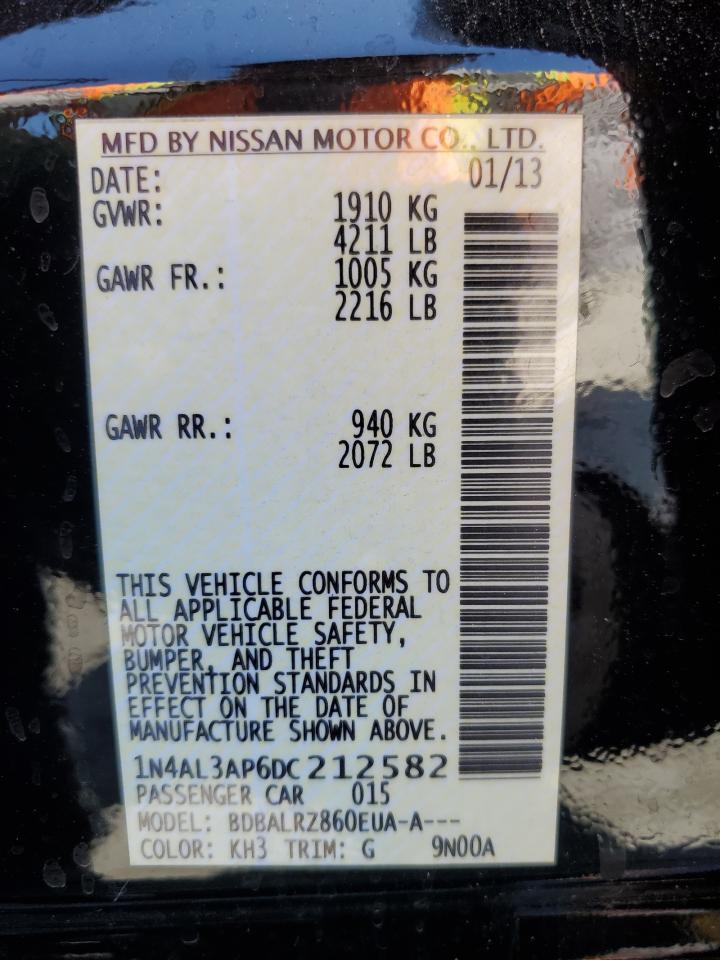 MFD BY NISSAN MOTOR CO., LTD.
DATE: 01/13
GVWR: 1910 KG
4211 LB
GAWR FR.: 1005 KG
2216 LB
GAWR RR.: 940 KG
2072 LB
THIS VEHICLE CONFORMS TO
ALL APPLICABLE FEDERAL
MOTOR VEHICLE SAFETY,
BUMPER, AND THEFT
PREVENTION STANDARDS IN
EFFECT ON THE DATE OF
MANUFACTURE SHOWN ABOVE.
1N4AL3AP6DC212582
PASSENGER CAR 015
MODEL: BDBALRZ860EUA-A---
COLOR: KH3 TRIM: G 9N00A